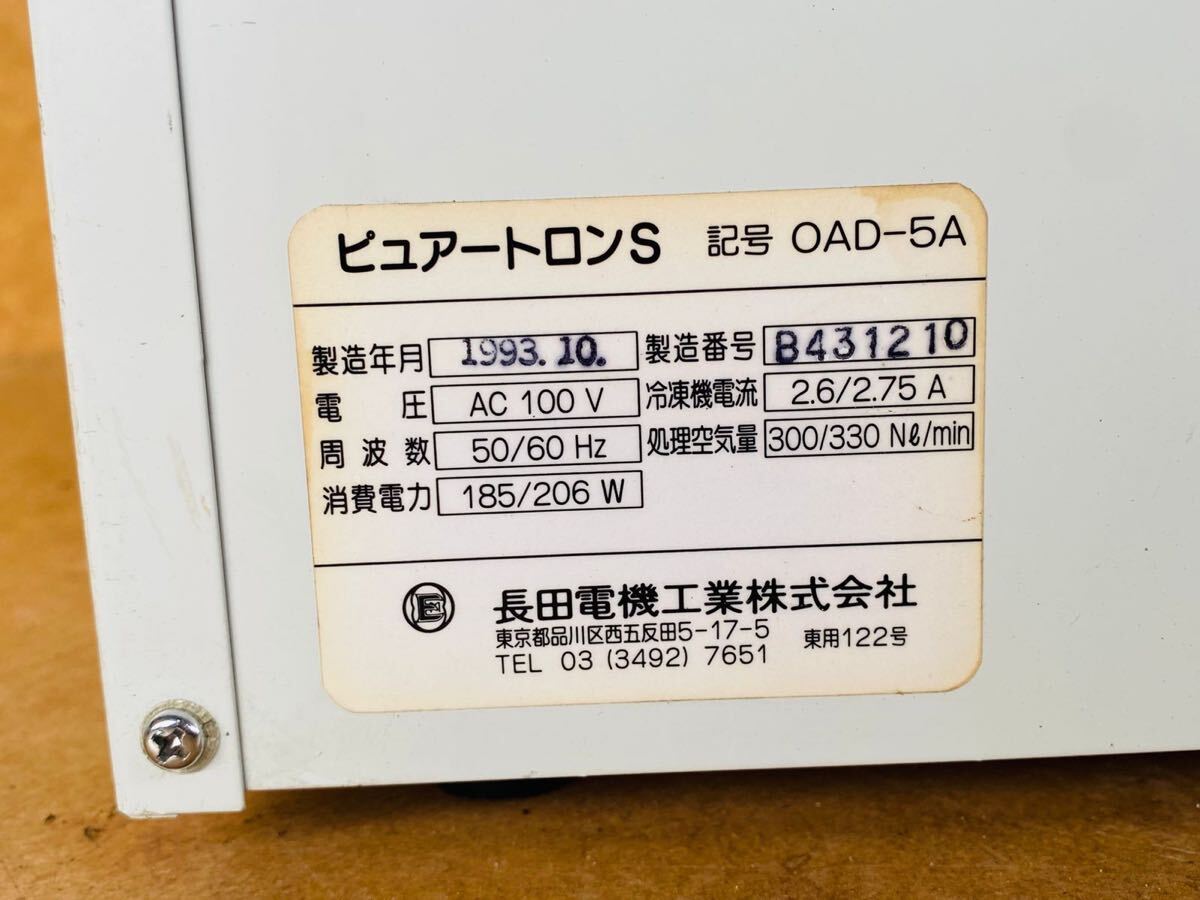 ピュアートロンS 記号 OAD-5A
製造年月 1993.10. 製造番号 B431210
電圧 AC 100 V 冷凍機電流 2.6/2.75 A
周波数 50/60 Hz 処理空気量 300/330 Nℓ/min
消費電力 185/206 W
長田電機工業株式会社
東京都品川区西五反田5-17-5 東用122号
TEL 03 (3492) 7651